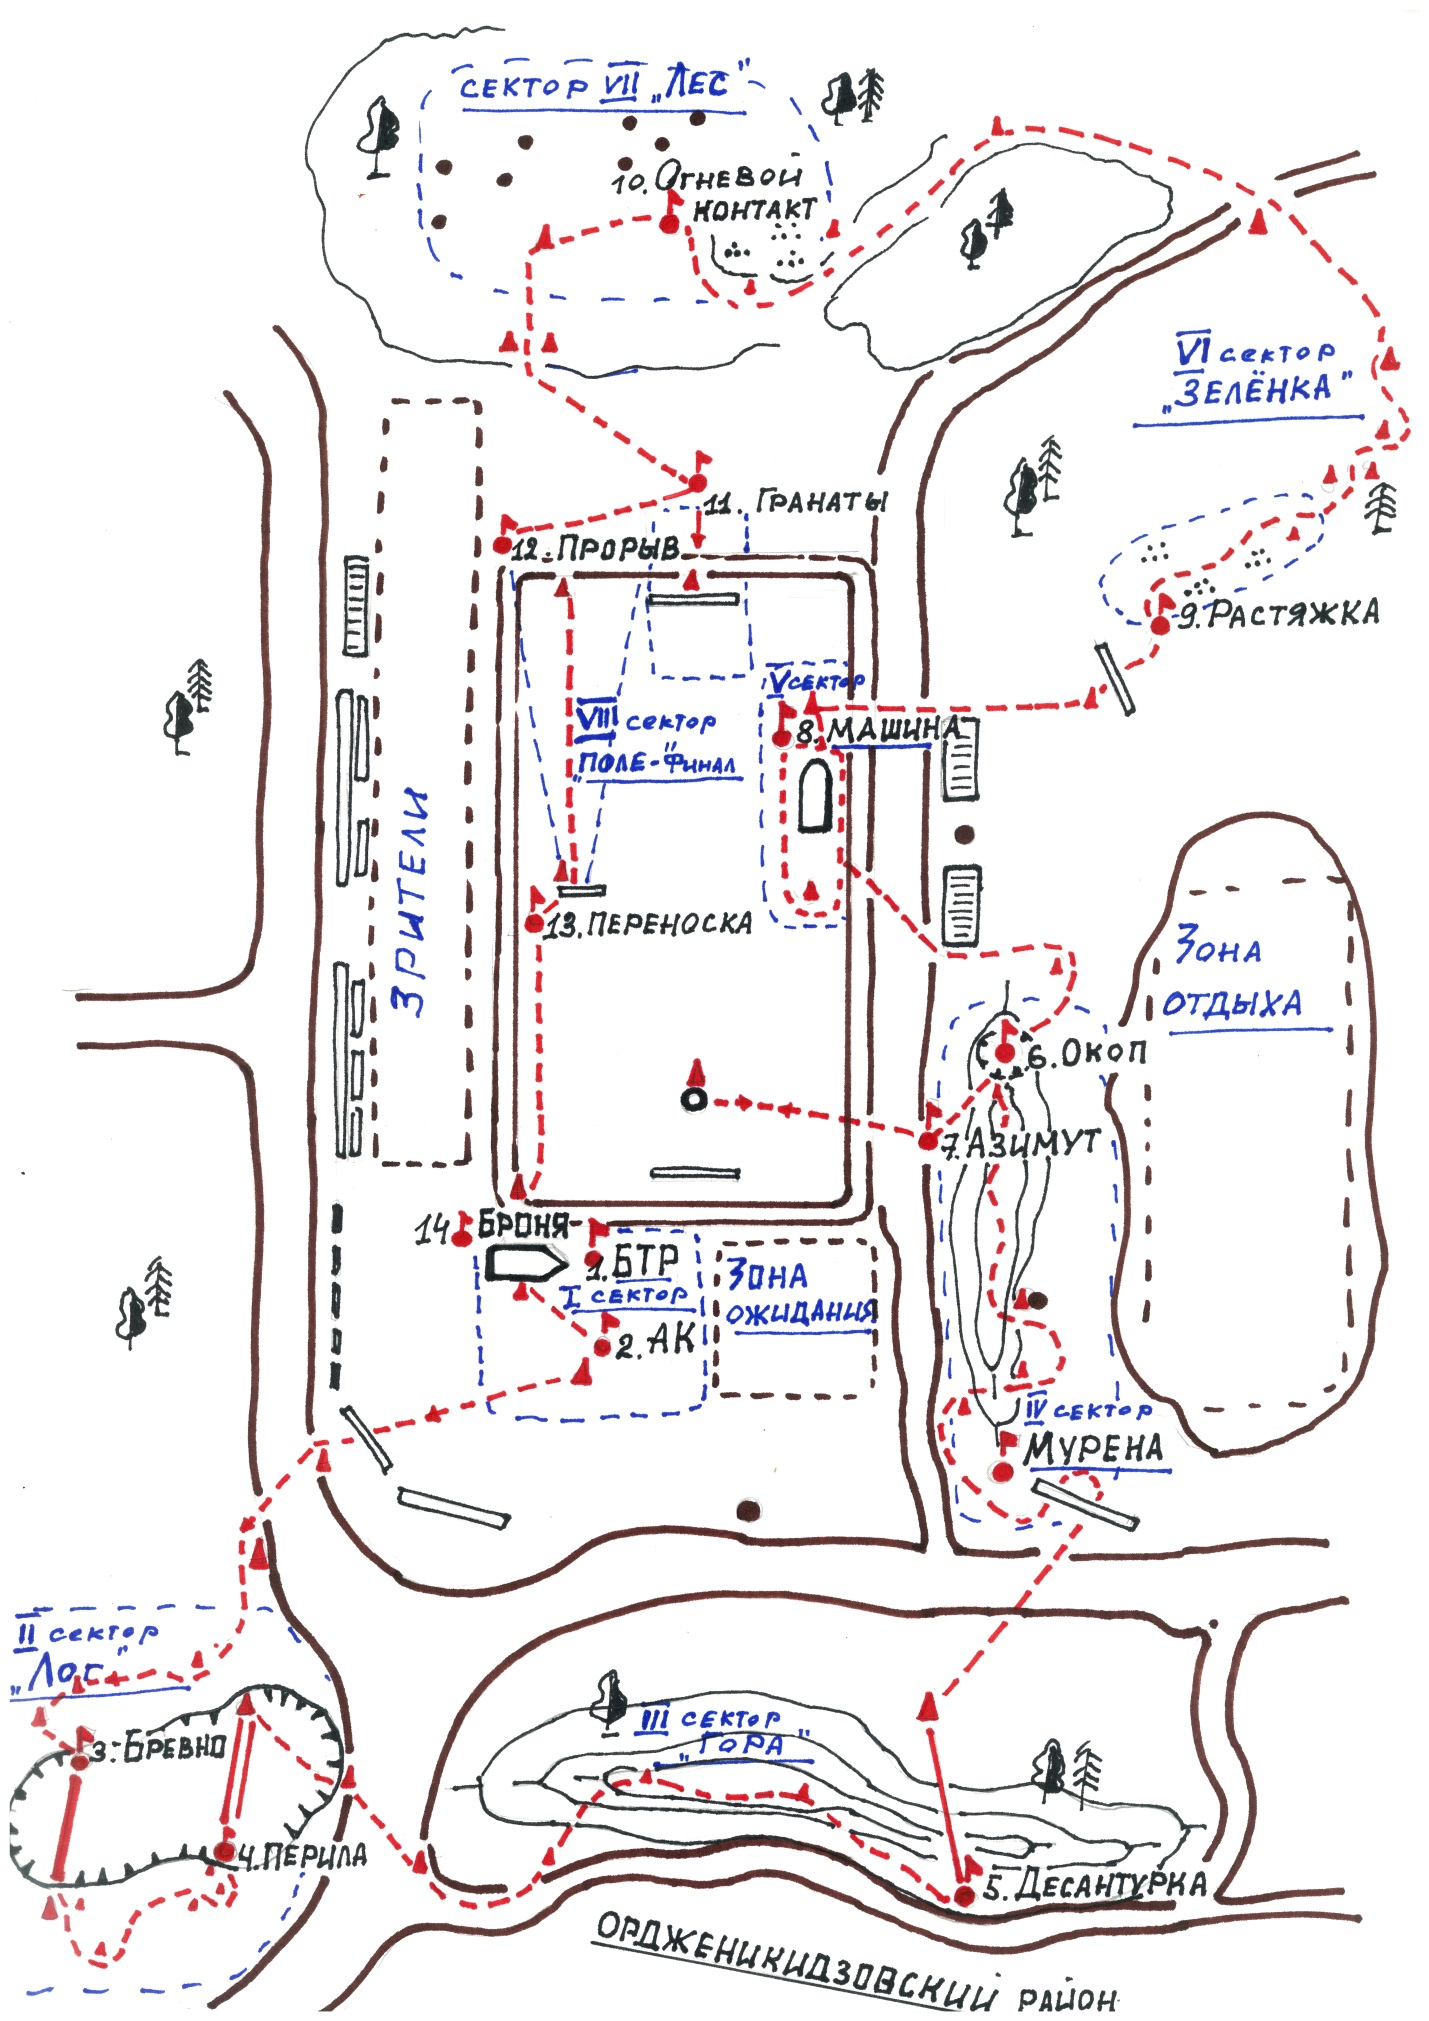 СЕКТОР VII „ЛЕС"
10. ОГНЕВОЙ
КОНТАКТ
VI сектор
„ЗЕЛЁНКА"
11. ГРАНАТЫ
12. ПРОРЫВ
9. РАСТЯЖКА
V сектор
8. МАШИНА
VIII сектор
„ПОЛЕ-"Финал
ЗРИТЕЛИ
13. ПЕРЕНОСКА
ЗОНА
ОТДЫХА
6. ОКОП
7. АЗИМУТ
14 БРОНЯ
1. БТР
I сектор
2. АК
ЗОНА
ОЖИДАНИЯ
IV сектор
МУРЕНА
II сектор
„Лог"
3. БРЕВНО
4. ПЕРИЛА
III сектор
„ГОРА"
5. ДЕСАНТУРКА
ОРДЖЕНИКИДЗОВСКИЙ РАЙОН